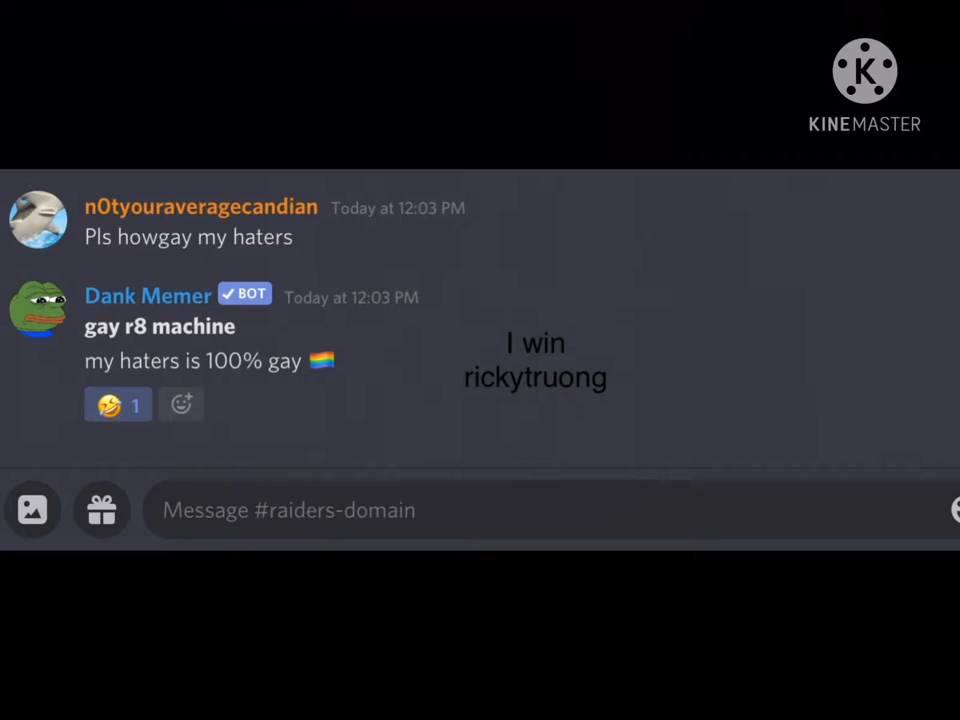 K
KINEMASTER
n0tyouraveragecandian Today at 12:03 PM
Pls howgay my haters
Dank Memer BOT Today at 12:03 PM
gay r8 machine
my haters is 100% gay 🏳️‍🌈
I win
rickytruong
🤣 1
Message #raiders-domain